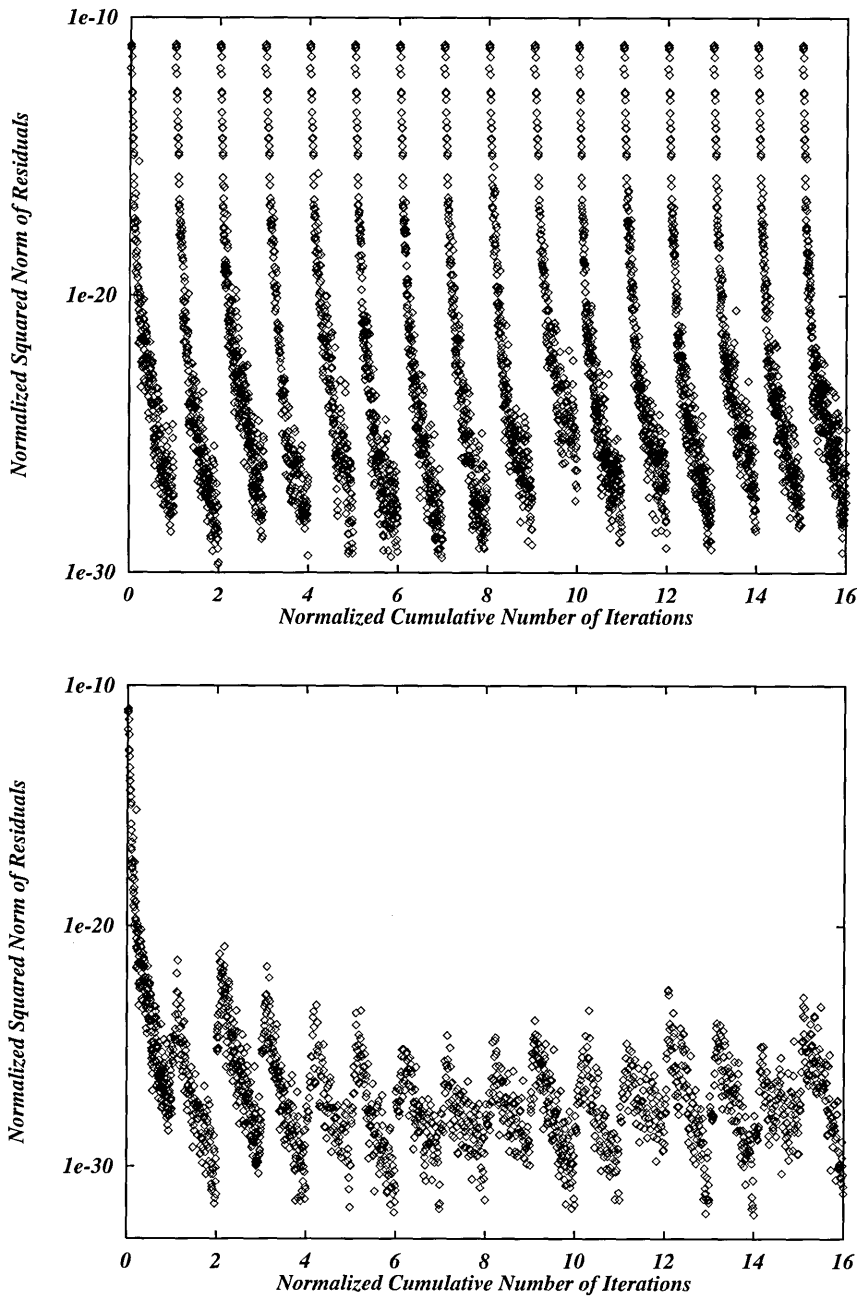 1e-10
1e-20
1e-30
Normalized Squared Norm of Residuals
0 2 4 6 8 10 12 14 16
Normalized Cumulative Number of Iterations
1e-10
1e-20
1e-30
Normalized Squared Norm of Residuals
0 2 4 6 8 10 12 14 16
Normalized Cumulative Number of Iterations